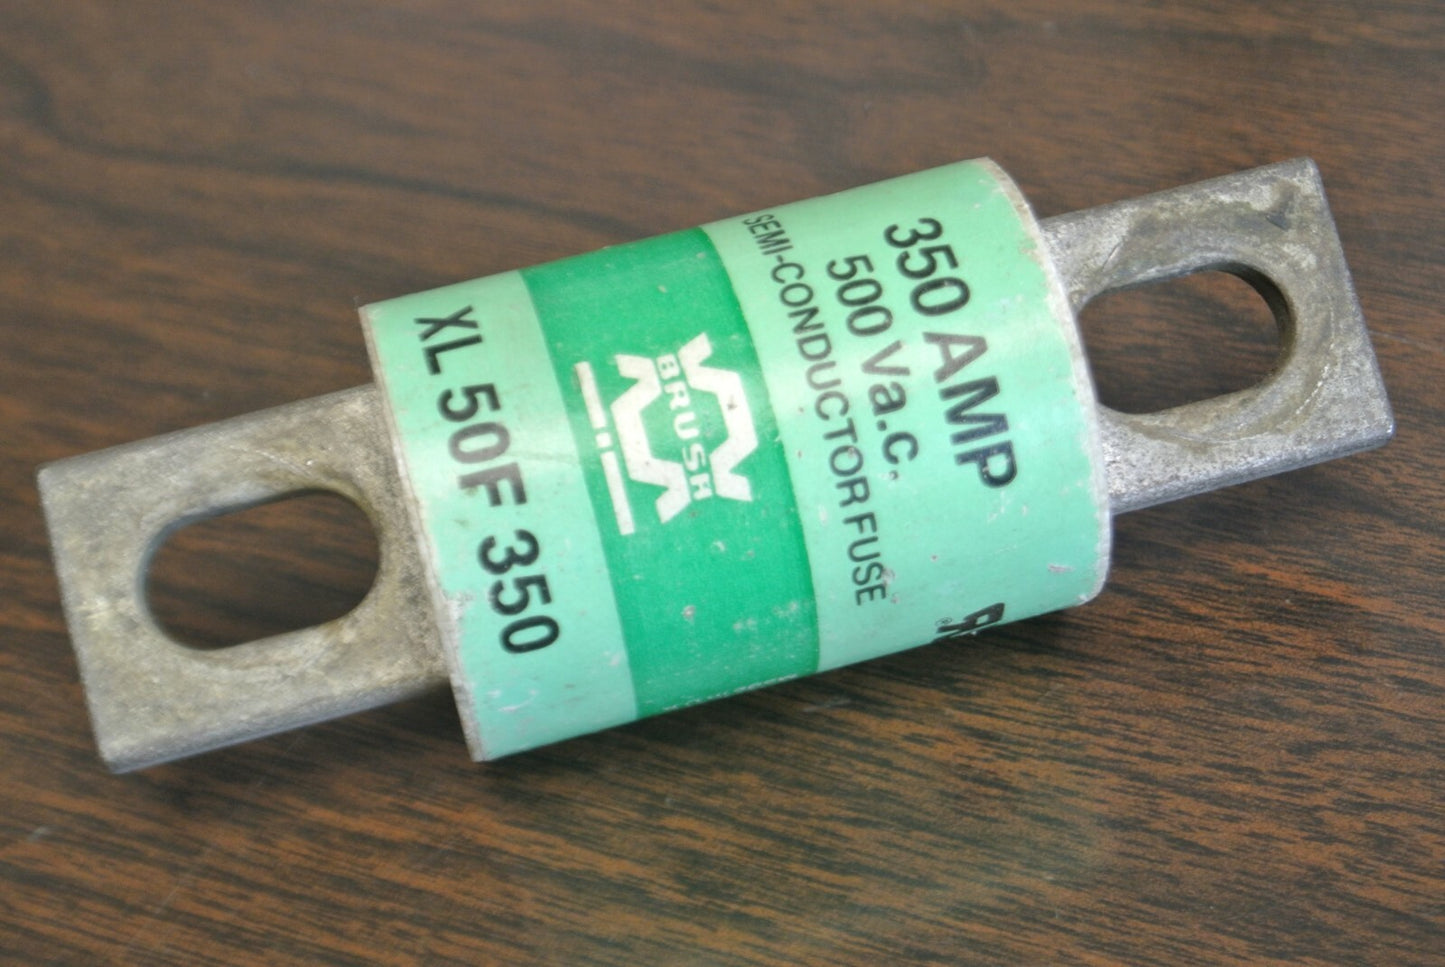 350 AMP
500 Va.c.
SEMI-CONDUCTOR FUSE
BRUSH
XL 50F 350
®